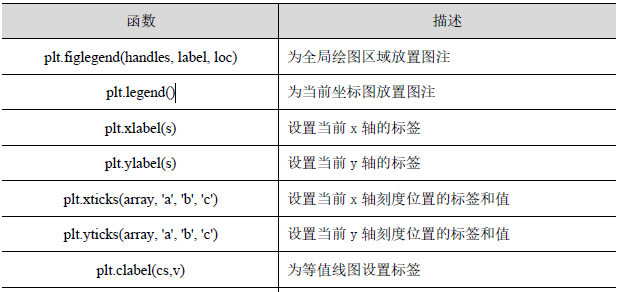 函数 描述
plt.figlegend(handles, label, loc) 为全局绘图区域放置图注
plt.legend() 为当前坐标图放置图注
plt.xlabel(s) 设置当前 x 轴的标签
plt.ylabel(s) 设置当前 y 轴的标签
plt.xticks(array, 'a', 'b', 'c') 设置当前 x 轴刻度位置的标签和值
plt.yticks(array, 'a', 'b', 'c') 设置当前 y 轴刻度位置的标签和值
plt.clabel(cs,v) 为等值线图设置标签